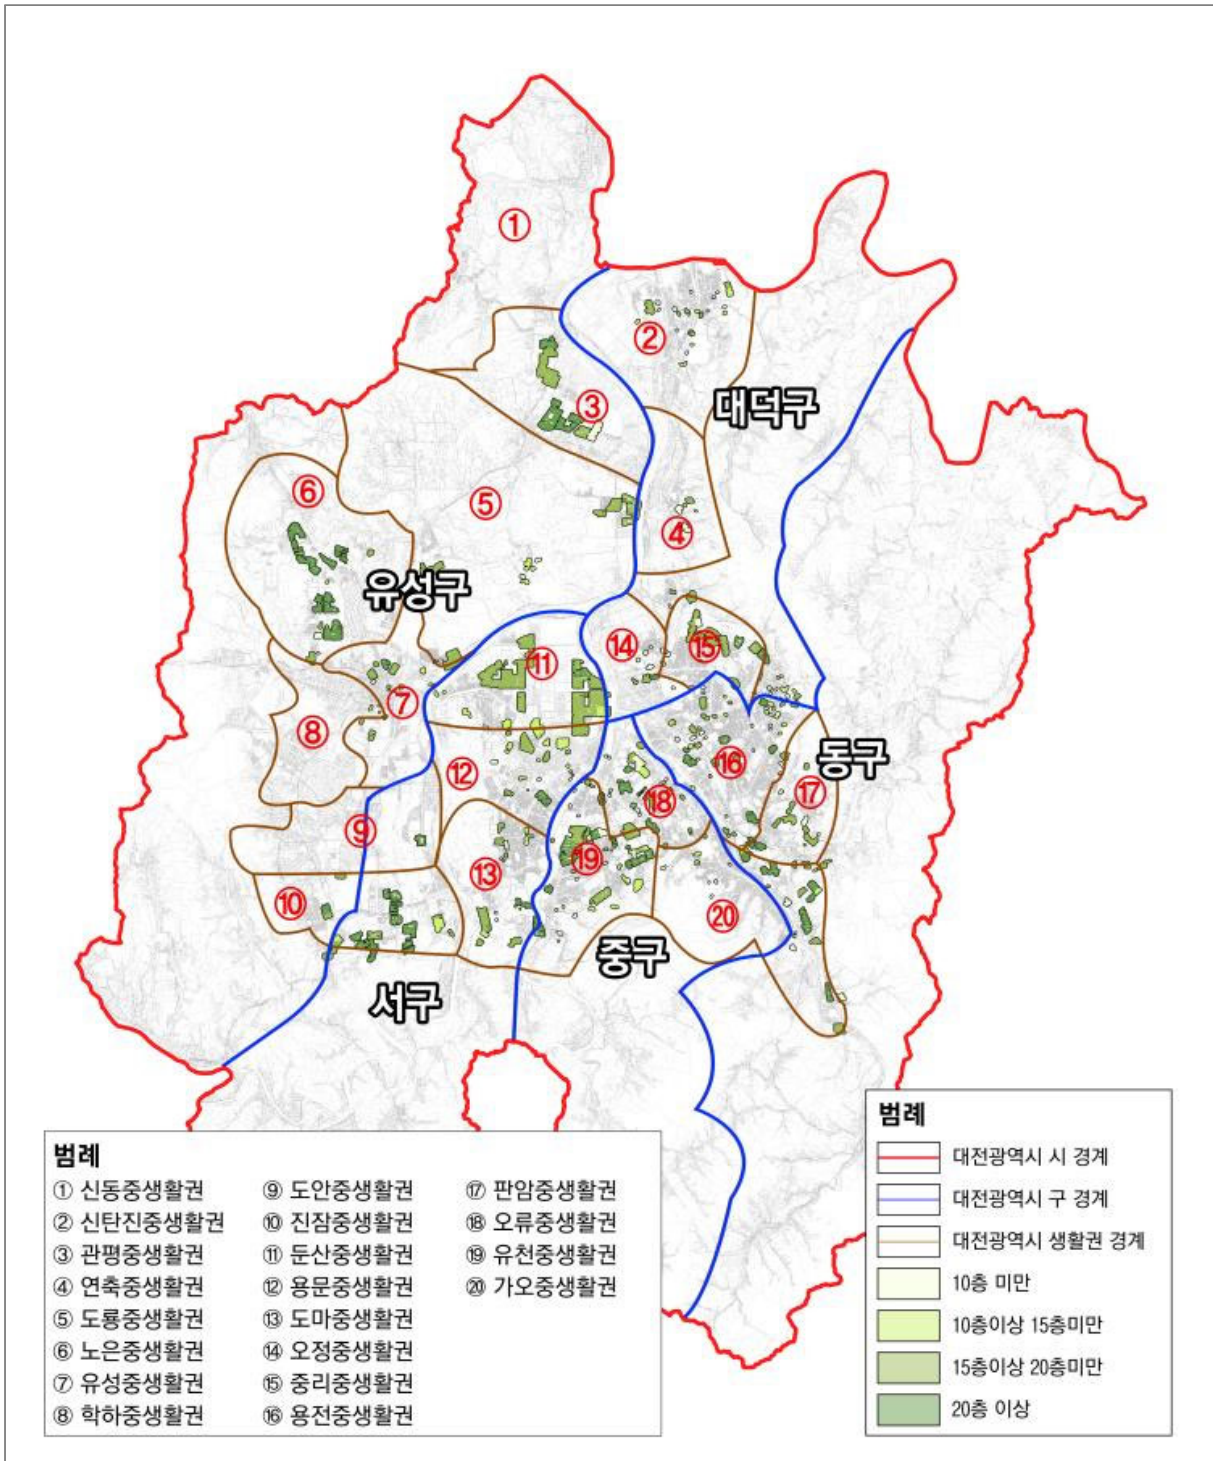 ①
②
대덕구
③
⑥
⑤
④
유성구
⑭
⑮
⑪
⑦
⑧
⑫
⑯
동구
⑰
⑱
⑨
⑲
⑬
⑩
⑳
중구
서구
범례
① 신동중생활권
② 신탄진중생활권
③ 관평중생활권
④ 연축중생활권
⑤ 도룡중생활권
⑥ 노은중생활권
⑦ 유성중생활권
⑧ 학하중생활권
⑨ 도안중생활권
⑩ 진잠중생활권
⑪ 둔산중생활권
⑫ 용문중생활권
⑬ 도마중생활권
⑭ 오정중생활권
⑮ 중리중생활권
⑯ 용전중생활권
⑰ 판암중생활권
⑱ 오류중생활권
⑲ 유천중생활권
⑳ 가오중생활권
범례
대전광역시 시 경계
대전광역시 구 경계
대전광역시 생활권 경계
10층 미만
10층이상 15층미만
15층이상 20층미만
20층 이상